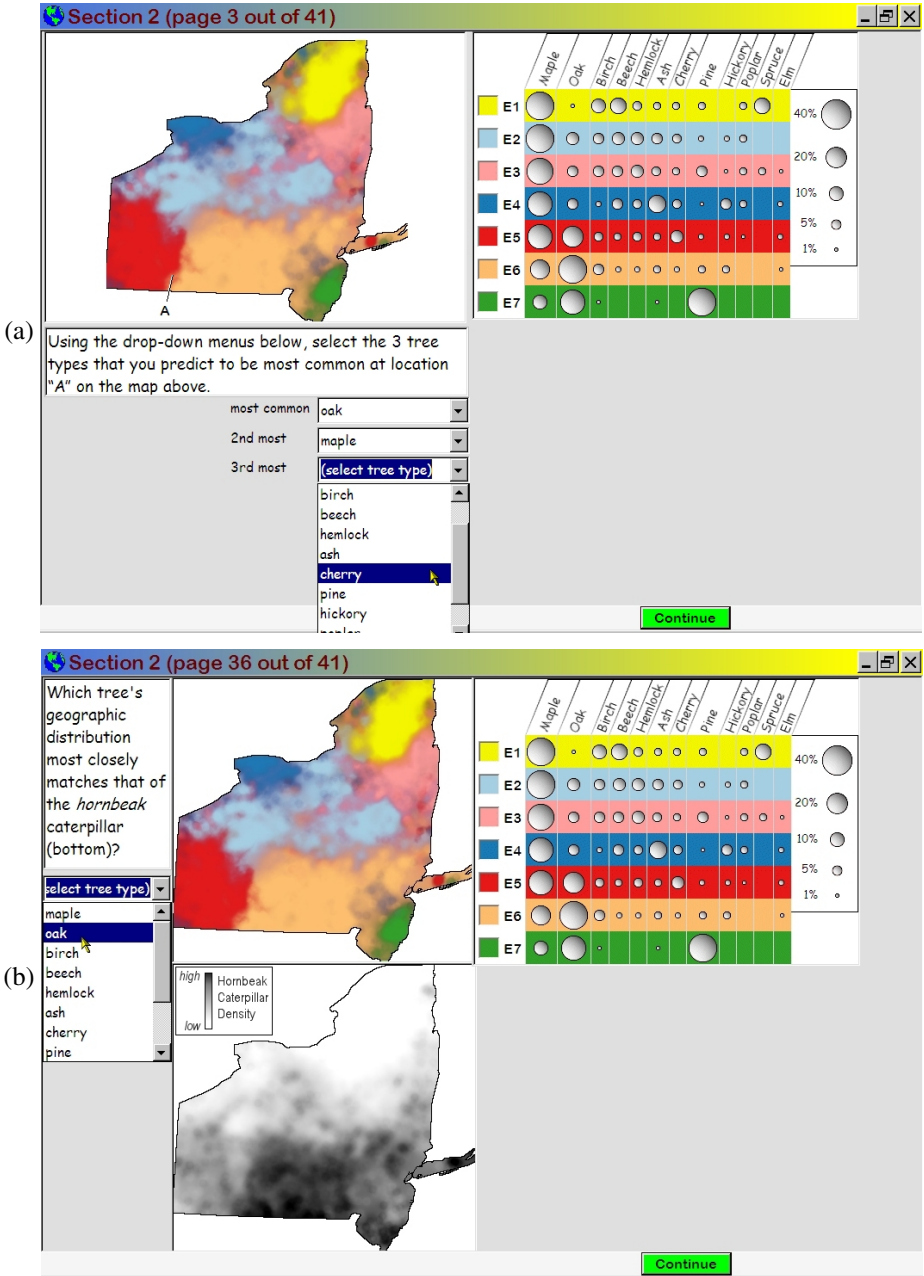 Section 2 (page 3 out of 41)
Maple Oak Birch Beech Hemlock Ash Cherry Pine Hickory Poplar Spruce Elm
E1
E2
E3
E4
E5
E6
E7
40%
20%
10%
5%
1%
A
(a)
Using the drop-down menus below, select the 3 tree
types that you predict to be most common at location
"A" on the map above.
most common oak
2nd most maple
3rd most (select tree type)
birch
beech
hemlock
ash
cherry
pine
hickory
Continue
Section 2 (page 36 out of 41)
Which tree's
geographic
distribution
most closely
matches that of
the hornbeak
caterpillar
(bottom)?
select tree type)
maple
oak
birch
beech
hemlock
ash
cherry
pine
Maple Oak Birch Beech Hemlock Ash Cherry Pine Hickory Poplar Spruce Elm
E1
E2
E3
E4
E5
E6
E7
40%
20%
10%
5%
1%
(b)
high
low
Hornbeak
Caterpillar
Density
Continue